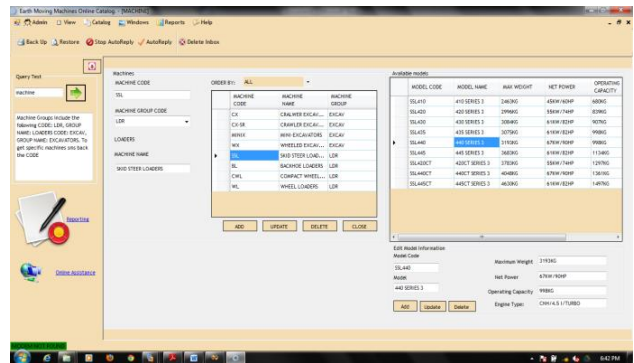 Earth Moving Machines Online Catalog - [MACHINE]
Admin View Catalog Windows Reports Help
Back Up Restore Stop AutoReply AutoReply Delete Inbox
Query Text
machine
Machine Groups include the
following CODE: LDR, GROUP
NAME: LOADERS CODE: EXCAV,
GROUP NAME: EXCAVATORS. To
get specific machines sms back
the CODE
Reporting
Online Assistance
Machines
MACHINE CODE
SSL
MACHINE GROUP CODE
LDR
LOADERS
MACHINE NAME
SKID STEER LOADERS
ORDER BY: ALL
MACHINE CODE MACHINE NAME MACHINE GROUP
CX CRALWER EXCAV... EXCAV
CX-SR CRAWLER EXCAV... EXCAV
MINIX MINI-EXCAVATORS EXCAV
WX WHEELED EXCAV... EXCAV
SSL SKID STEER LOAD... LDR
BL BACKHOE LOADERS LDR
CWL COMPACT WHEEL... LDR
WL WHEEL LOADERS LDR
ADD UPDATE DELETE CLOSE
Available models
MODEL CODE MODEL NAME MAX WEIGHT NET POWER OPERATING CAPACITY
SSL410 410 SERIES 3 2463KG 45KW/60HP 680KG
SSL420 420 SERIES 3 2996KG 55KW/74HP 839KG
SSL430 430 SERIES 3 3084KG 61KW/82HP 907KG
SSL435 435 SERIES 3 3075KG 61KW/82HP 998KG
SSL440 440 SERIES 3 3193KG 67KW/90HP 998KG
SSL445 445 SERIES 3 3683KG 61KW/82HP 1134KG
SSL420CT 420CT SERIES 3 3783KG 55KW/74HP 1297KG
SSL440CT 440CT SERIES 3 4048KG 67KW/90HP 1361KG
SSL445CT 445CT SERIES 3 4630KG 61KW/82HP 1497KG
Edit Model Information
Model Code
SSL440
Model
440 SERIES 3
Add Update Delete
Maximum Weight 3193KG
Net Power 67KW/90HP
Operating Capacity 998KG
Engine Type: CNH/4.5 l/TURBO
MODEM NOT FOUND
6:42 PM